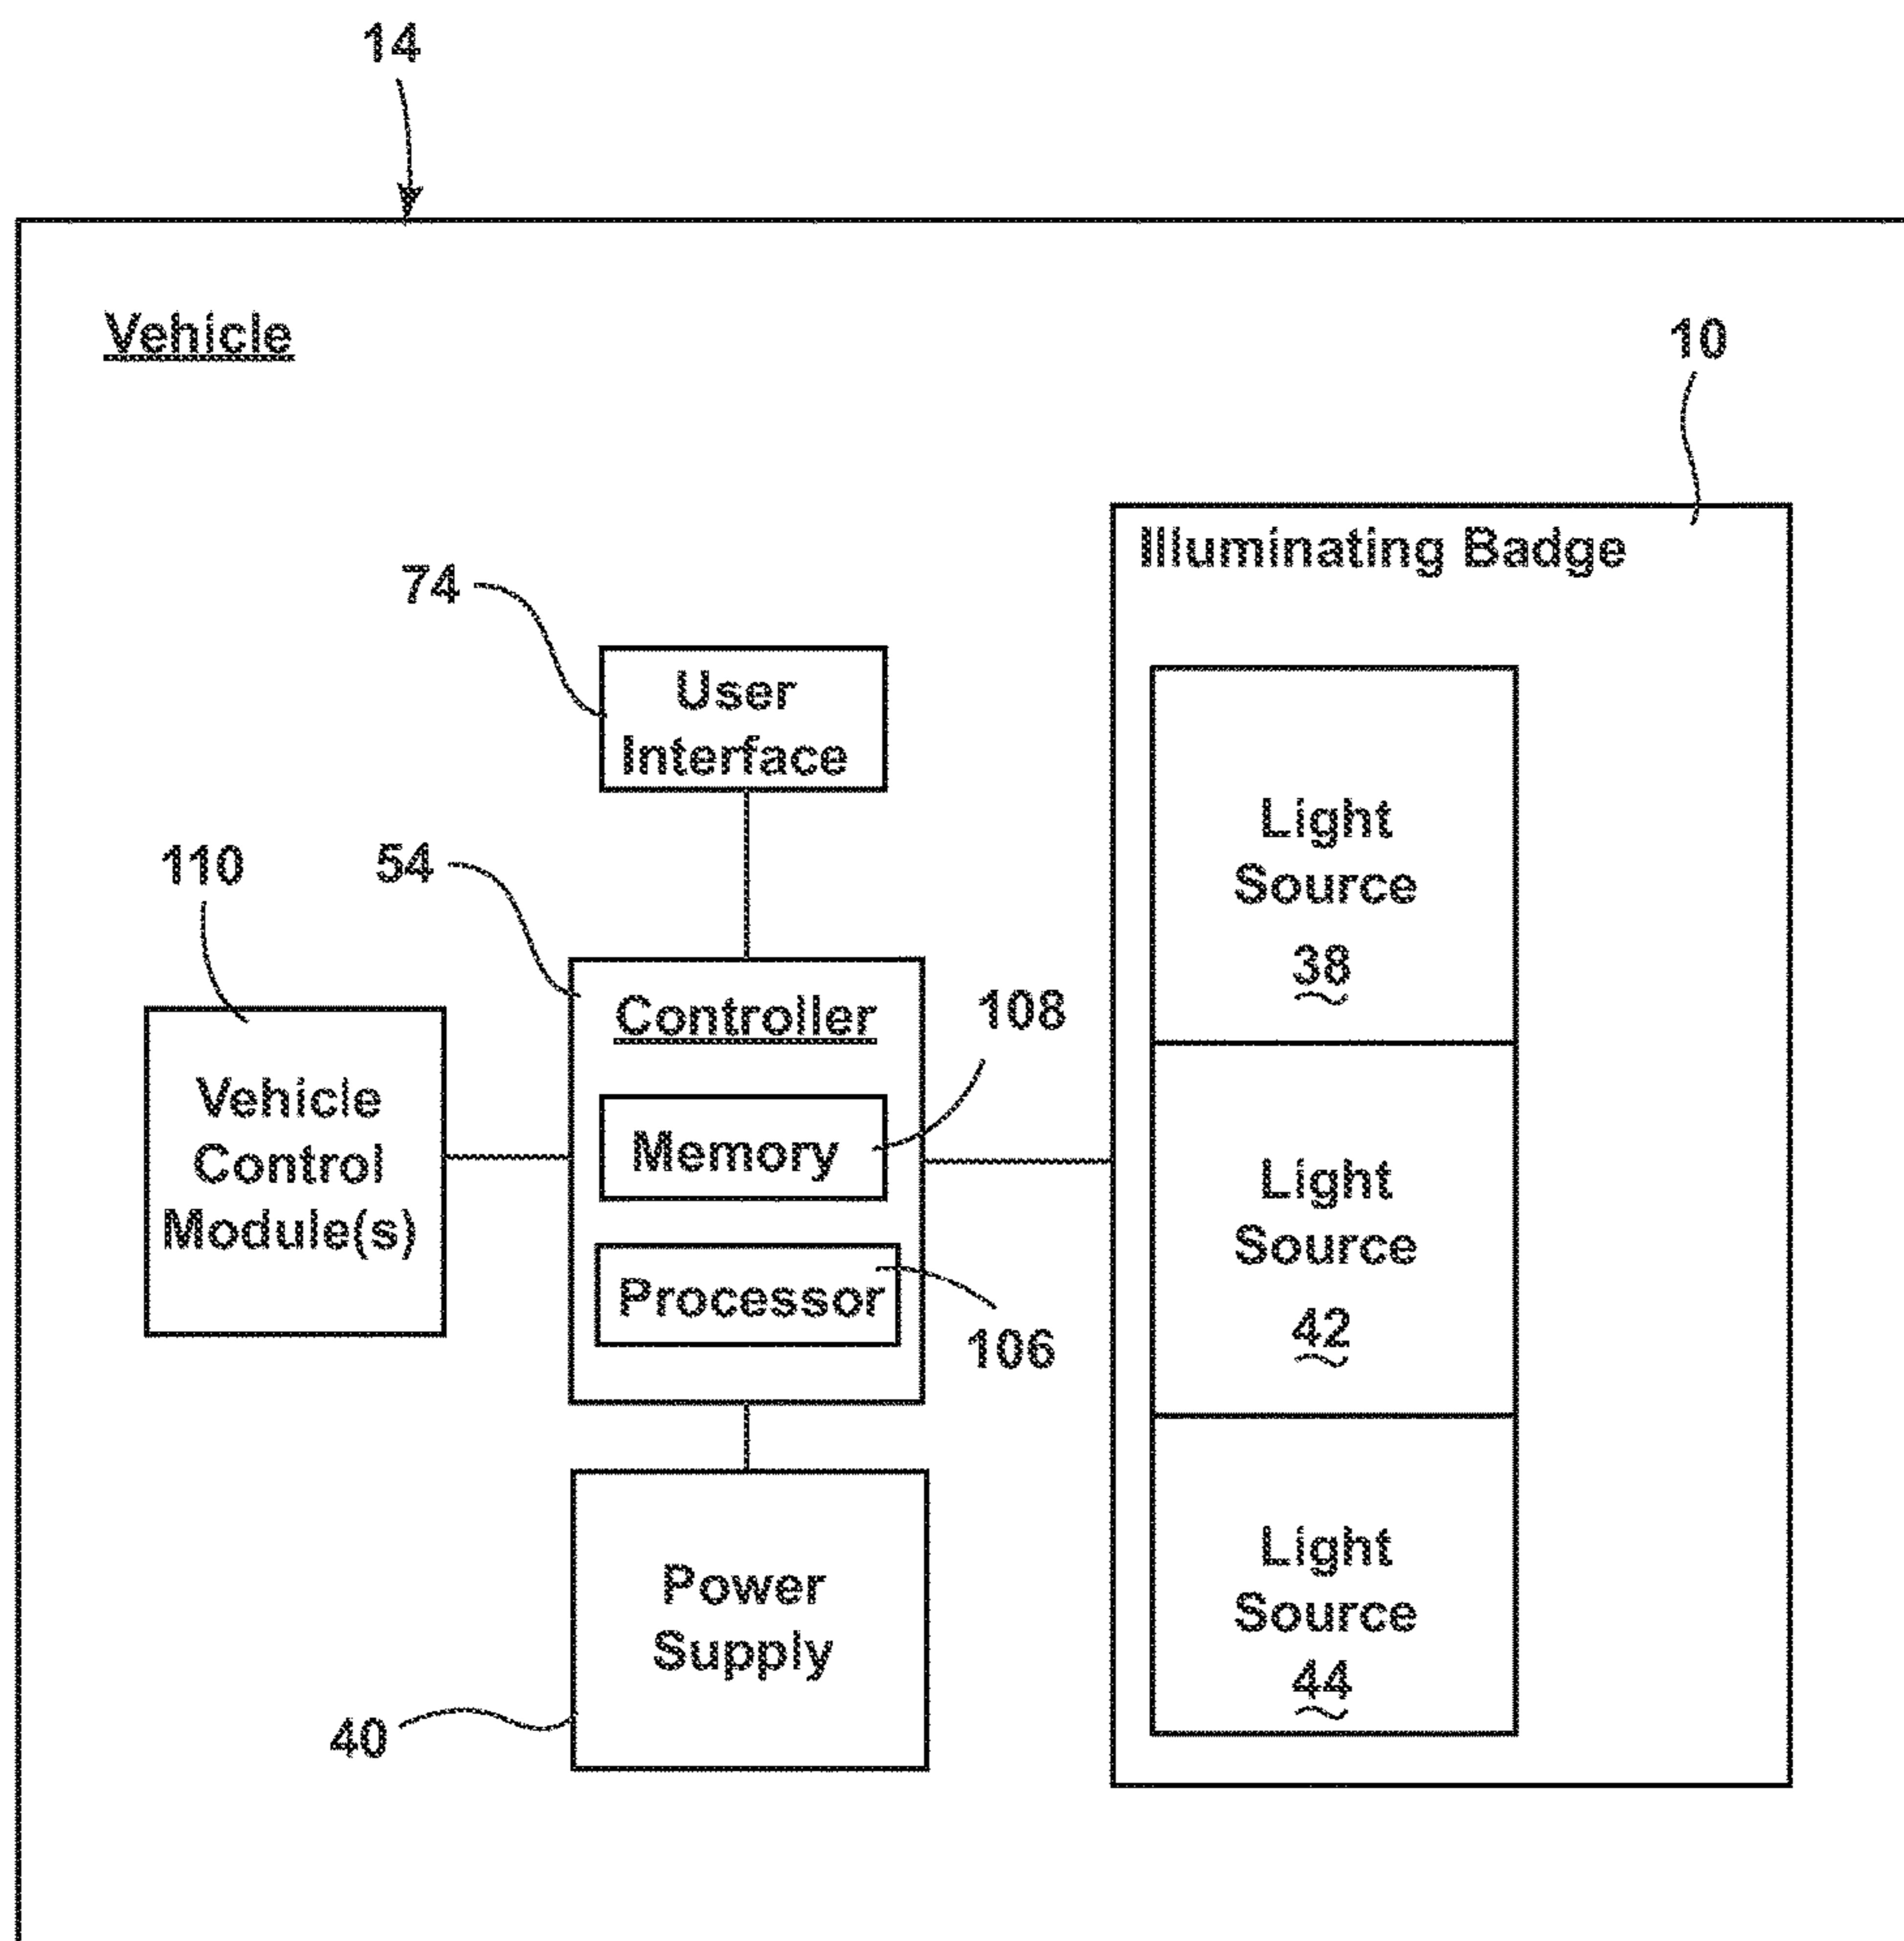 14
Vehicle
10
Illuminating Badge
74
User
Interface
Light
Source
38
110
54
Controller
108
Vehicle
Control
Module(s)
Memory
Light
Source
42
Processor
106
Power
Supply
40
Light
Source
44